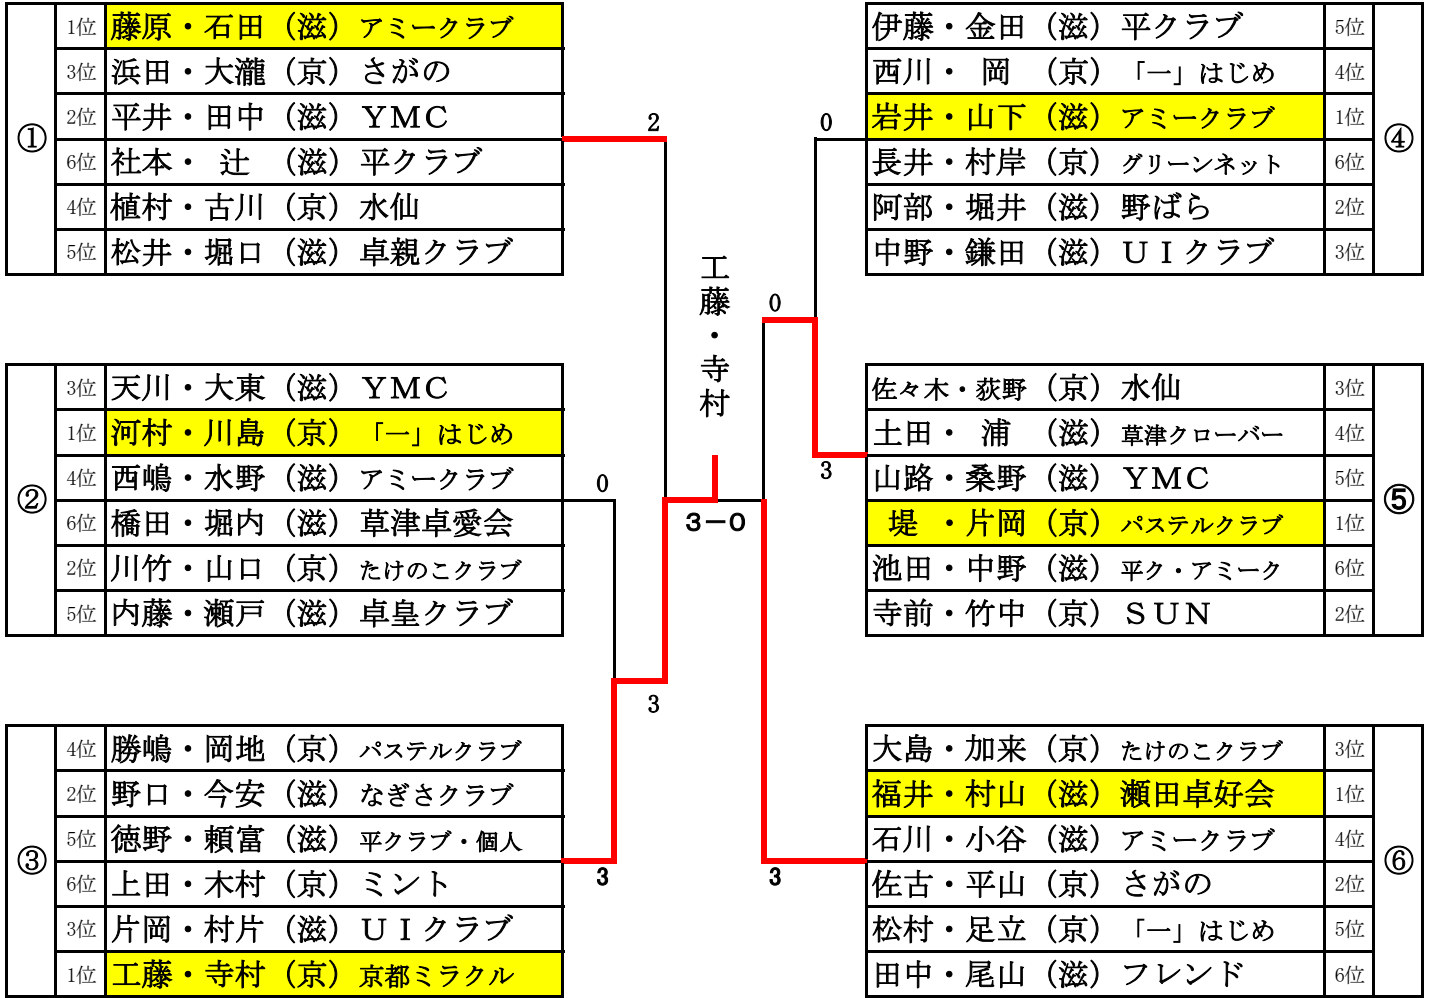 ①
1位 藤原・石田（滋）アミークラブ
3位 浜田・大瀧（京）さがの
2位 平井・田中（滋）ＹＭＣ
6位 社本・　辻　（滋）平クラブ
4位 植村・古川（京）水仙
5位 松井・堀口（滋）卓親クラブ
②
3位 天川・大東（滋）ＹＭＣ
1位 河村・川島（京）「一」はじめ
4位 西嶋・水野（滋）アミークラブ
6位 橋田・堀内（滋）草津卓愛会
2位 川竹・山口（京）たけのこクラブ
5位 内藤・瀬戸（滋）卓皇クラブ
③
4位 勝嶋・岡地（京）パステルクラブ
2位 野口・今安（滋）なぎさクラブ
5位 徳野・頼富（滋）平クラブ・個人
6位 上田・木村（京）ミント
3位 片岡・村片（滋）ＵＩクラブ
1位 工藤・寺村（京）京都ミラクル
2
0
3
3
工藤・寺村
3－0
0
0
3
3
伊藤・金田（滋）平クラブ 5位
西川・　岡　（京）「一」はじめ 4位
岩井・山下（滋）アミークラブ 1位
長井・村岸（京）グリーンネット 6位
阿部・堀井（滋）野ばら 2位
中野・鎌田（滋）ＵＩクラブ 3位
④
佐々木・荻野（京）水仙 3位
土田・　浦　（滋）草津クローバー 4位
山路・桑野（滋）ＹＭＣ 5位
堤　・片岡（京）パステルクラブ 1位
池田・中野（滋）平ク・アミーク 6位
寺前・竹中（京）ＳＵＮ 2位
⑤
大島・加来（京）たけのこクラブ 3位
福井・村山（滋）瀬田卓好会 1位
石川・小谷（滋）アミークラブ 4位
佐古・平山（京）さがの 2位
松村・足立（京）「一」はじめ 5位
田中・尾山（滋）フレンド 6位
⑥